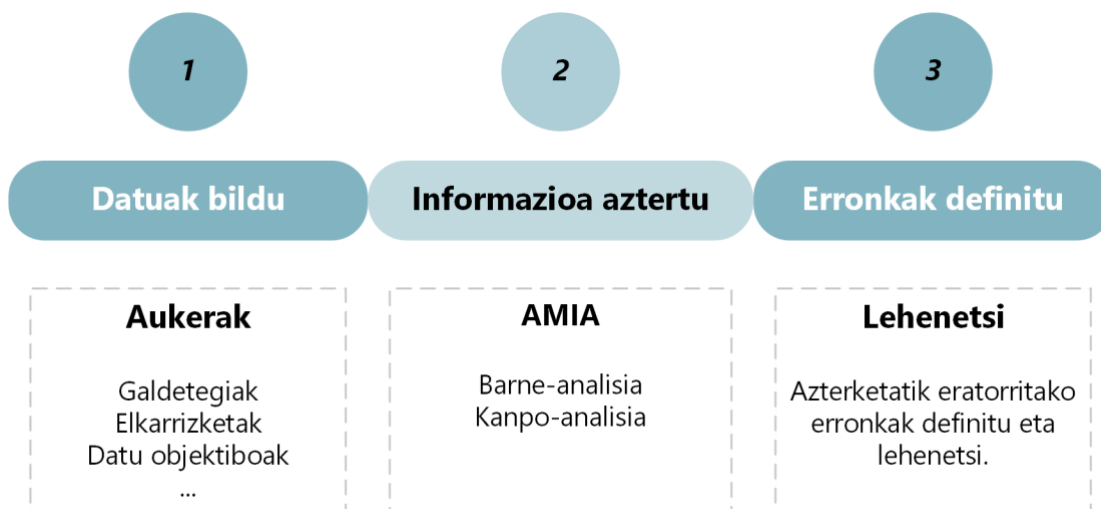 1
2
3
Datuak bildu
Informazioa aztertu
Erronkak definitu
Aukerak
Galdetegiak
Elkarrizketak
Datu objektiboak
...
AMIA
Barne-analisia
Kanpo-analisia
Lehenetsi
Azterketatik eratorritako
erronkak definitu eta
lehenetsi.